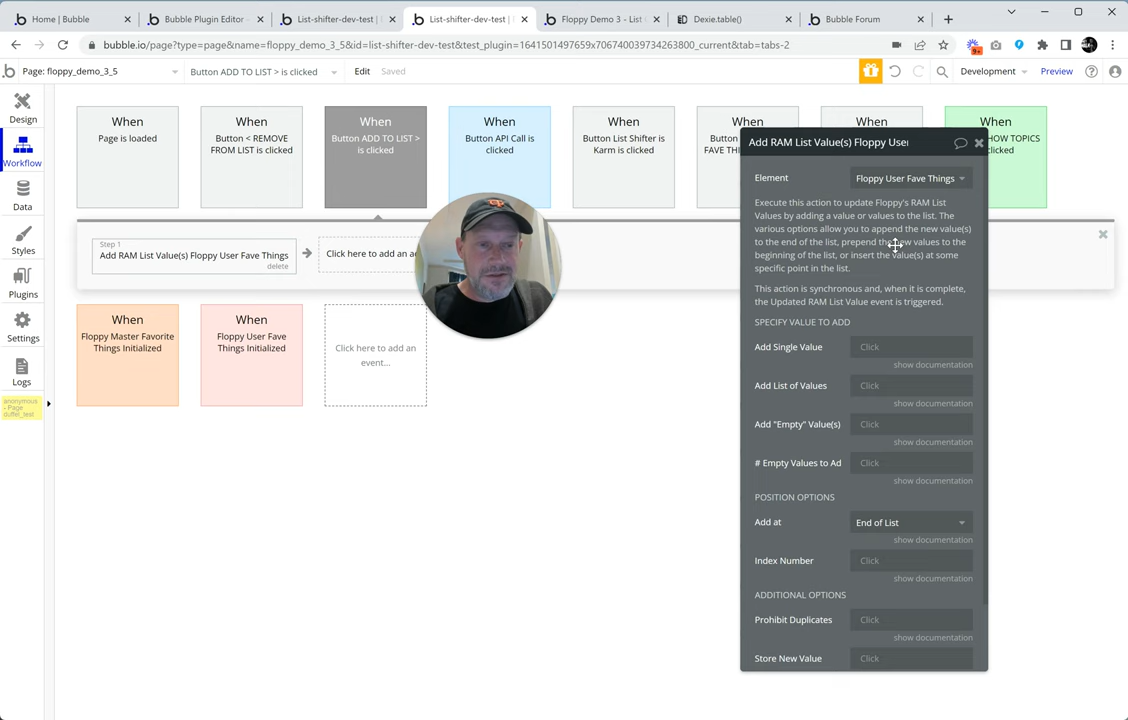 Home | Bubble
Bubble Plugin Editor -
List-shifter-dev-test |
List-shifter-dev-test |
Floppy Demo 3 - List
Dexie.table()
Bubble Forum
bubble.io/page?type=page&name=floppy_demo_3_5&id=list-shifter-dev-test&test_plugin=1641501497659x706740039734263800_current&tab=tabs-2
9+
Page: floppy_demo_3_5
Button ADD TO LIST > is clicked
Edit
Saved
Development
Preview
Design
Workflow
Data
Styles
Plugins
Settings
Logs
anonymous
- Page
duffel_test
When
Page is loaded
When
Button < REMOVE
FROM LIST is clicked
When
Button ADD TO LIST >
is clicked
When
Button API Call is
clicked
When
Button List Shifter is
Karm is clicked
When
Button
FAVE THI
When
HOW TOPICS
clicked
Step 1
Add RAM List Value(s) Floppy User Fave Things
delete
Click here to add an ac
When
Floppy Master Favorite
Things Initialized
When
Floppy User Fave
Things Initialized
Click here to add an
event...
Add RAM List Value(s) Floppy User
Element
Floppy User Fave Things
Execute this action to update Floppy's RAM List
Values by adding a value or values to the list. The
various options allow you to append the new value(s)
to the end of the list, prepend the new values to the
beginning of the list, or insert the value(s) at some
specific point in the list.
This action is synchronous and, when it is complete,
the Updated RAM List Value event is triggered.
SPECIFY VALUE TO ADD
Add Single Value
Click
show documentation
Add List of Values
Click
show documentation
Add "Empty" Value(s)
Click
show documentation
# Empty Values to Ad
Click
show documentation
POSITION OPTIONS
Add at
End of List
show documentation
Index Number
Click
show documentation
ADDITIONAL OPTIONS
Prohibit Duplicates
Click
show documentation
Store New Value
Click